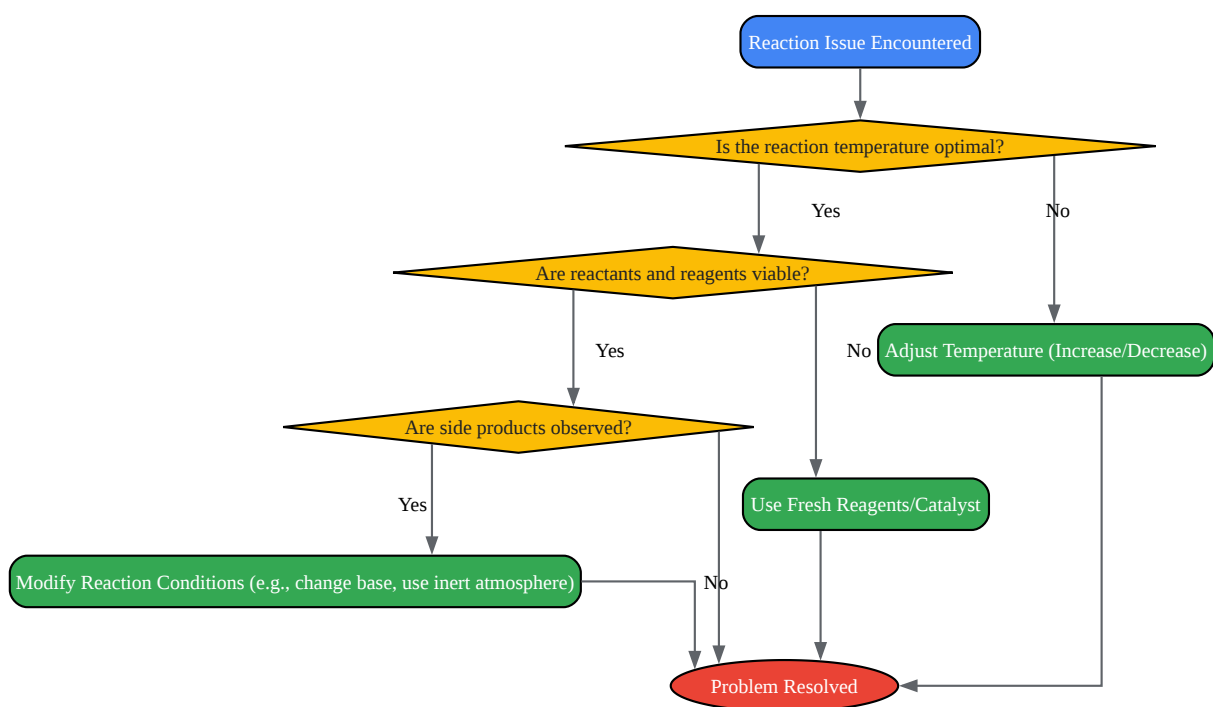 Reaction Issue Encountered
Is the reaction temperature optimal?
Yes
No
Are reactants and reagents viable?
Yes
No
Adjust Temperature (Increase/Decrease)
Are side products observed?
Yes
Use Fresh Reagents/Catalyst
Modify Reaction Conditions (e.g., change base, use inert atmosphere)
No
Problem Resolved